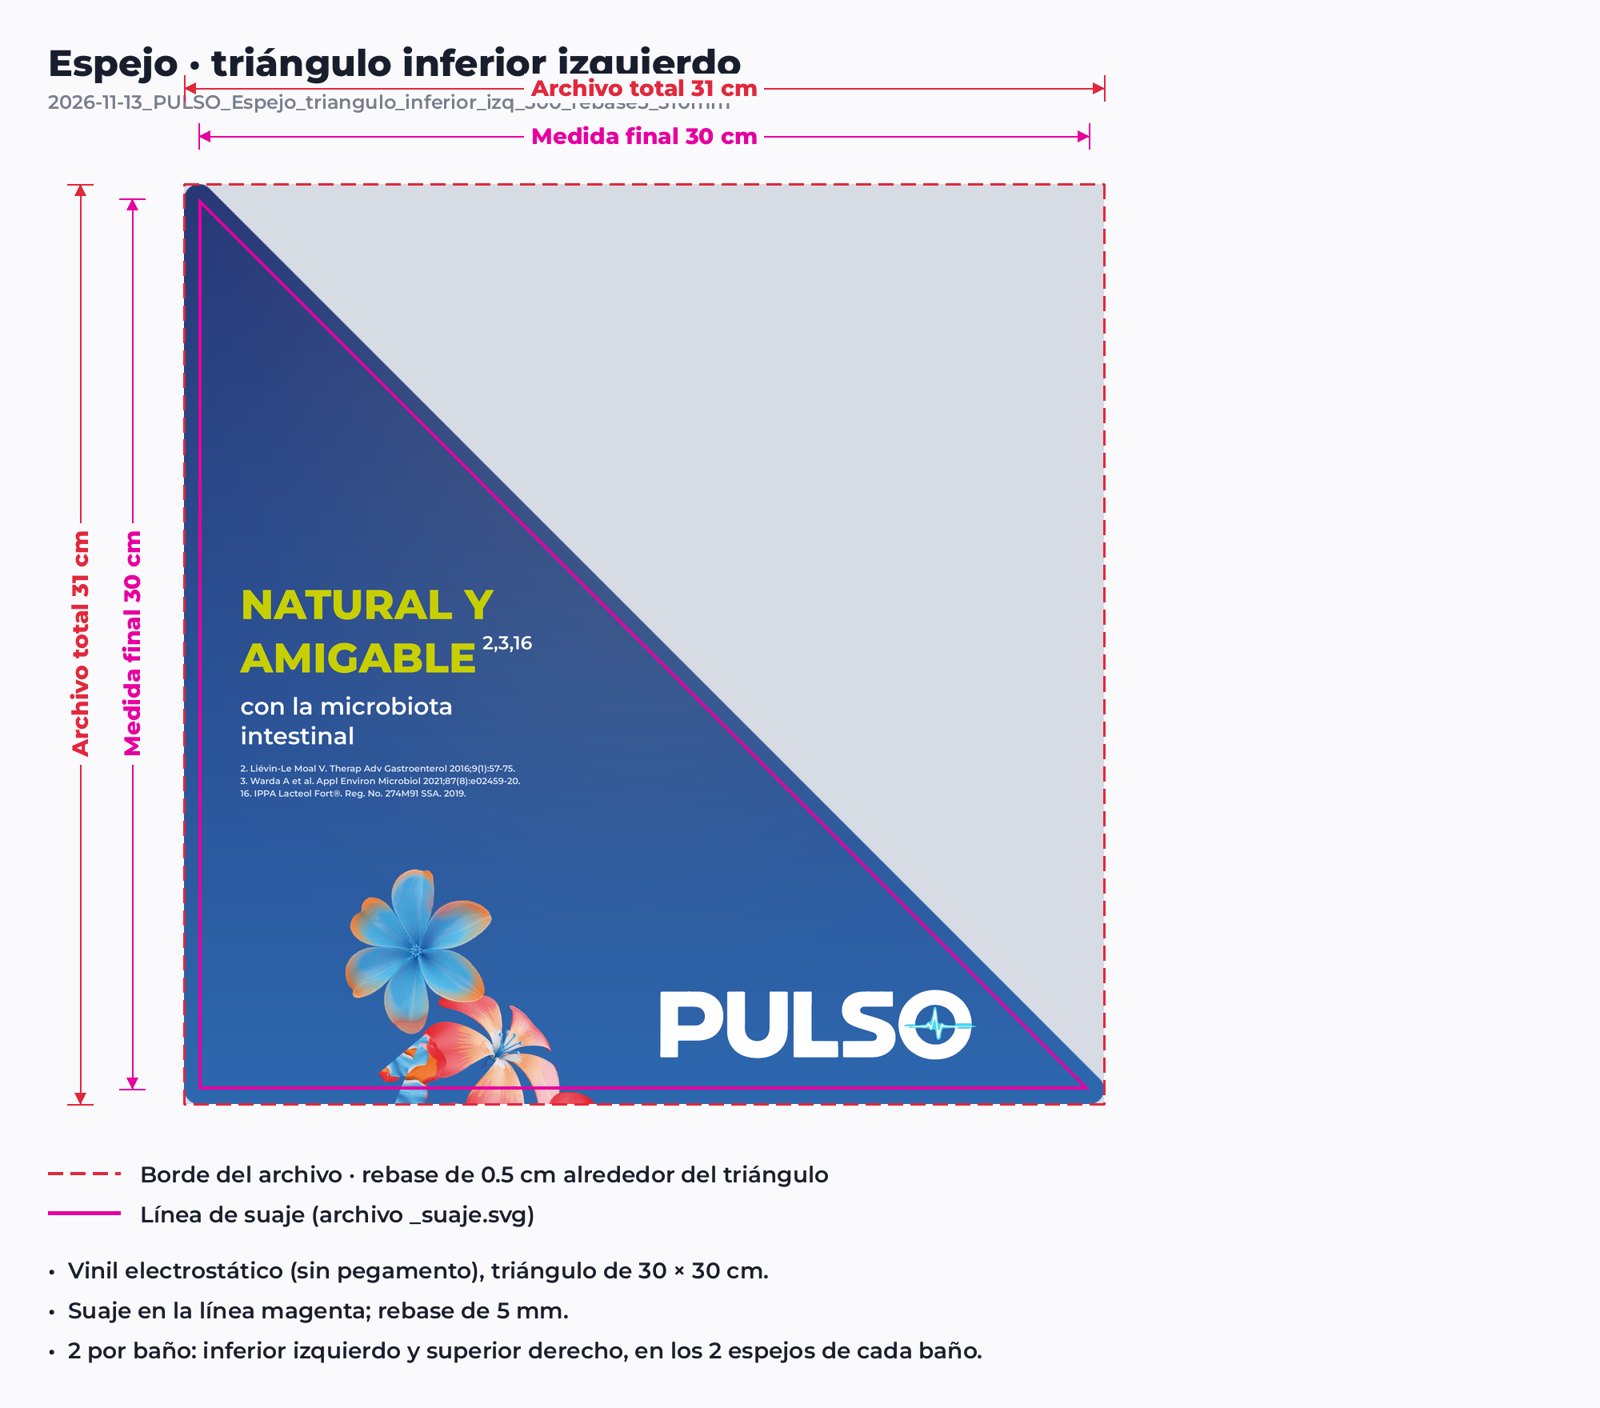 Espejo · triángulo inferior izquierdo
Archivo total 31 cm
2026-11-13_PULSO_Espejo_triangulo_inferior_izq_300_rebase5_310mm
Medida final 30 cm
Archivo total 31 cm
Medida final 30 cm
NATURAL Y
AMIGABLE 2,3,16
con la microbiota
intestinal
2. Liévin-Le Moal V. Therap Adv Gastroenterol 2016;9(1):57-75.
3. Warda A et al. Appl Environ Microbiol 2021;87(8):e02459-20.
16. IPPA Lacteol Fort®. Reg. No. 274M91 SSA. 2019.
PULSO
Borde del archivo · rebase de 0.5 cm alrededor del triángulo
Línea de suaje (archivo _suaje.svg)
• Vinil electrostático (sin pegamento), triángulo de 30 × 30 cm.
• Suaje en la línea magenta; rebase de 5 mm.
• 2 por baño: inferior izquierdo y superior derecho, en los 2 espejos de cada baño.